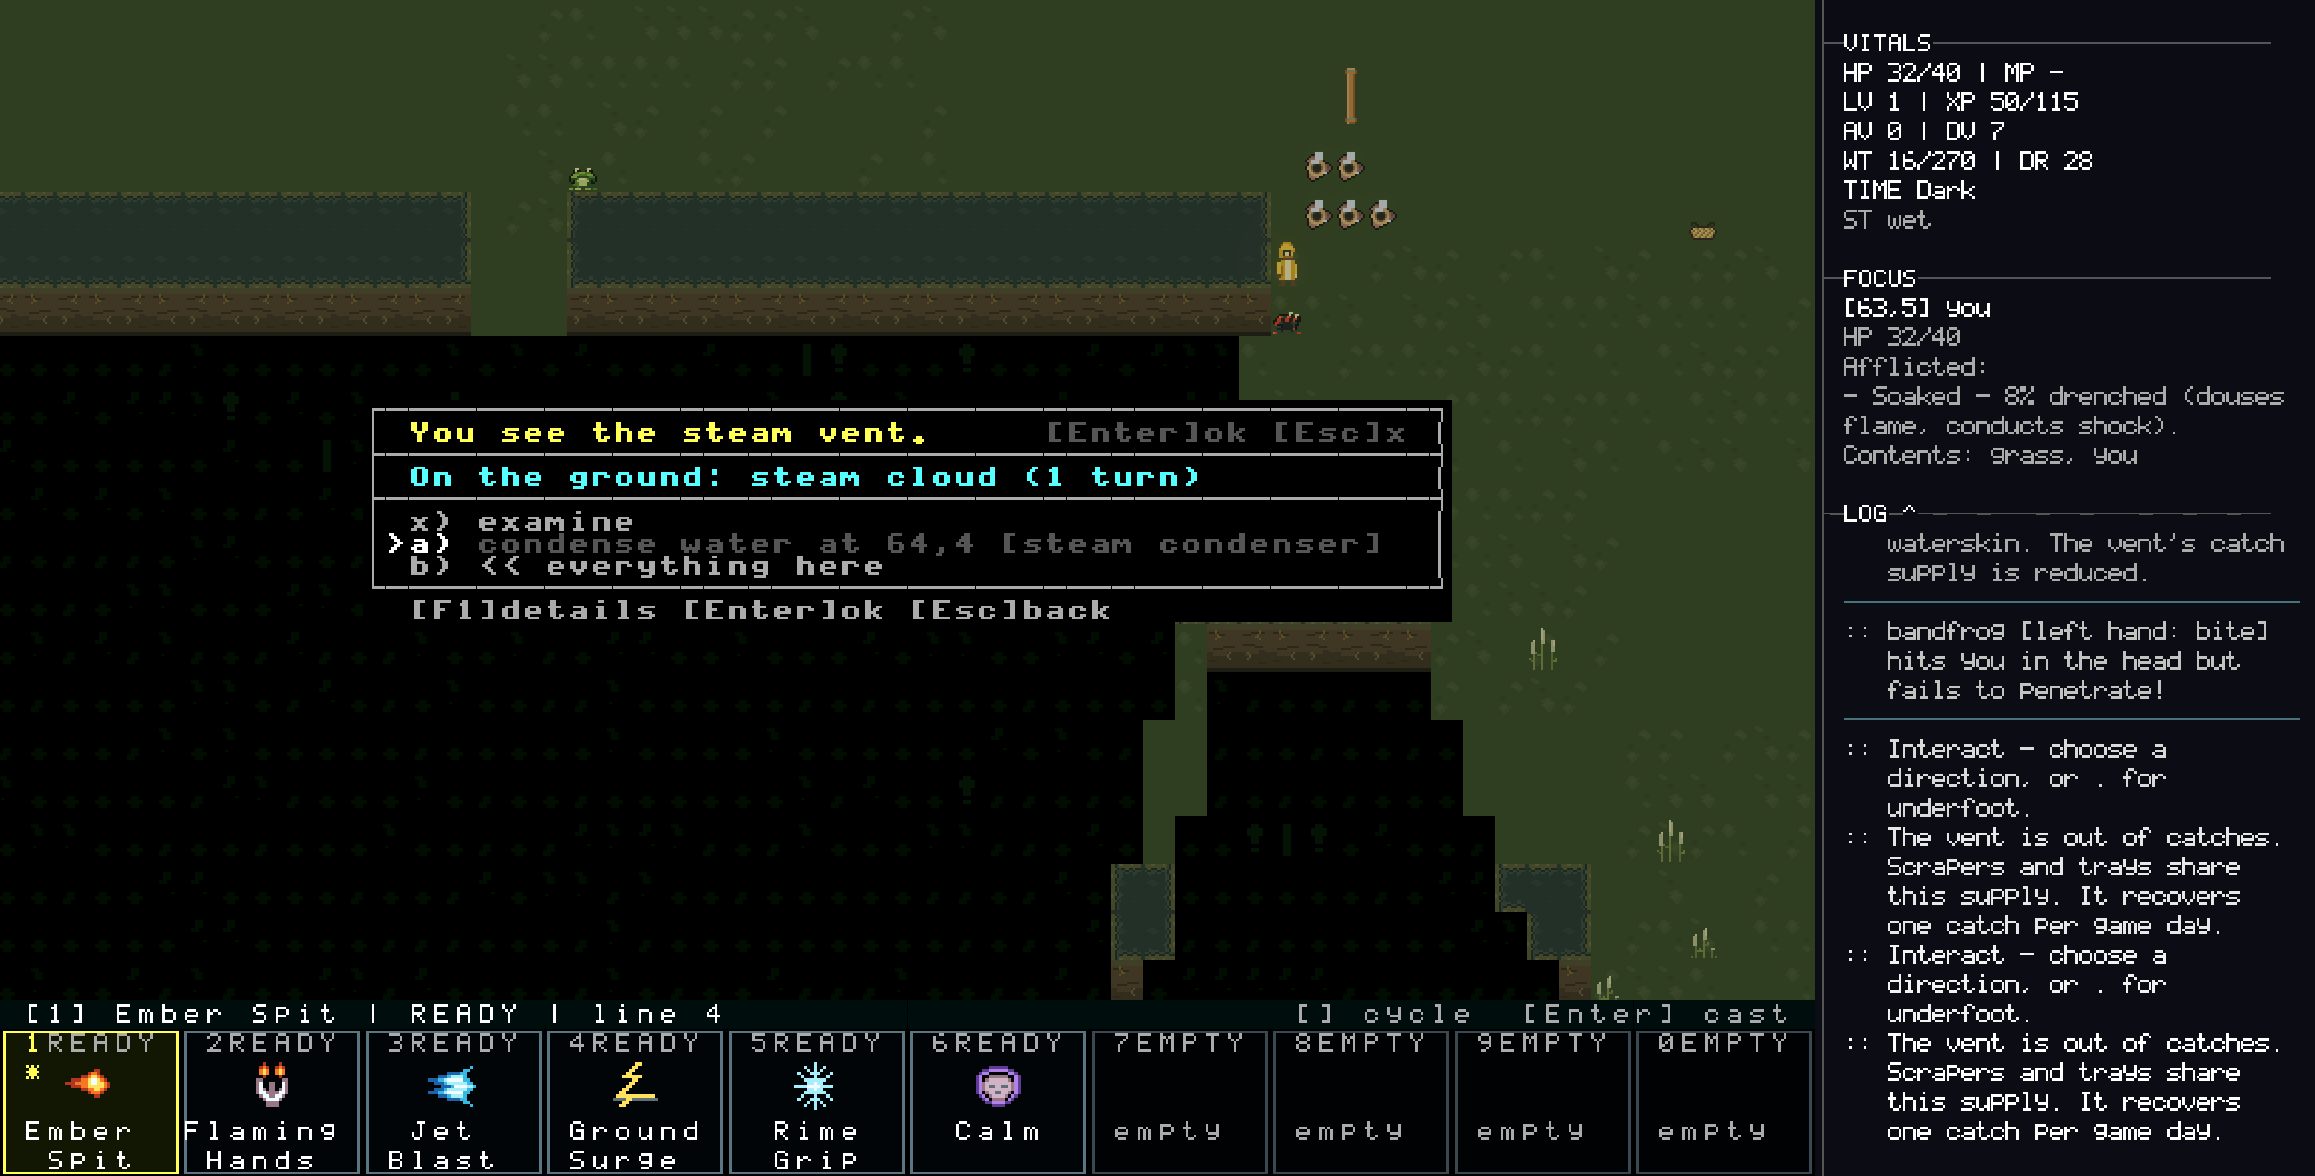 You see the steam vent. [Enter]ok [Esc]x
On the ground: steam cloud (1 turn)
x) examine
>a) condense water at 64,4 [steam condenser]
b) << everything here
[F1]details [Enter]ok [Esc]back
[1] Ember Spit | READY | line 4 [] cycle [Enter] cast
1READY 2READY 3READY 4READY 5READY 6READY 7EMPTY 8EMPTY 9EMPTY 0EMPTY
*
Ember Flaming Jet Ground Rime Calm empty empty empty empty
Spit Hands Blast Surge Grip
VITALS
HP 32/40 | MP -
LV 1 | XP 50/115
AV 0 | DV 7
WT 16/270 | DR 28
TIME Dark
ST wet
FOCUS
[63,5] you
HP 32/40
Afflicted:
- Soaked - 8% drenched (douses
flame, conducts shock).
Contents: grass, you
LOG ^
waterskin. The vent's catch
supply is reduced.
:: bandfrog [left hand: bite]
hits you in the head but
fails to penetrate!
:: Interact - choose a
direction, or . for
underfoot.
:: The vent is out of catches.
Scrapers and trays share
this supply. It recovers
one catch per game day.
:: Interact - choose a
direction, or . for
underfoot.
:: The vent is out of catches.
Scrapers and trays share
this supply. It recovers
one catch per game day.